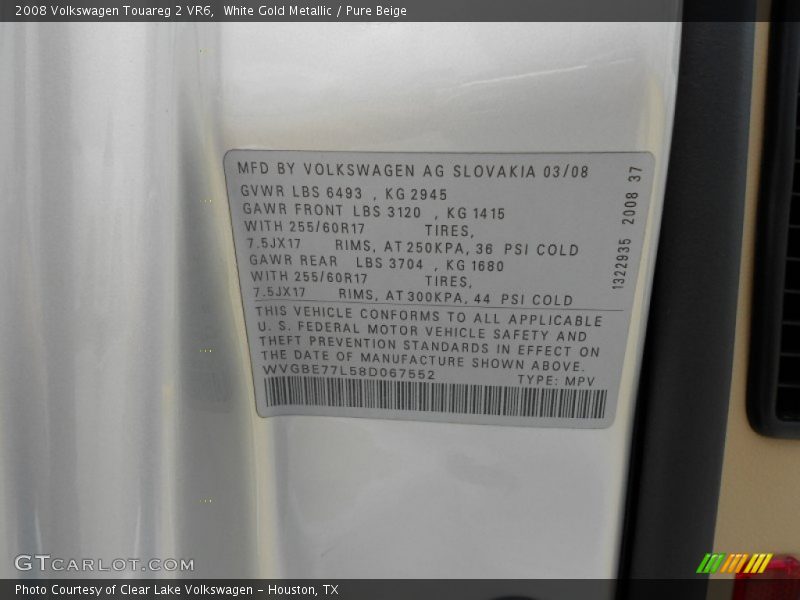 2008 Volkswagen Touareg 2 VR6,  White Gold Metallic / Pure Beige
MFD BY VOLKSWAGEN AG SLOVAKIA 03/08
GVWR LBS 6493 , KG 2945
GAWR FRONT LBS 3120 , KG 1415
WITH 255/60R17 TIRES,
7.5JX17 RIMS, AT 250KPA, 36 PSI COLD
GAWR REAR LBS 3704 , KG 1680
WITH 255/60R17 TIRES,
7.5JX17 RIMS, AT 300KPA, 44 PSI COLD
1322935 2008 37
THIS VEHICLE CONFORMS TO ALL APPLICABLE
U. S. FEDERAL MOTOR VEHICLE SAFETY AND
THEFT PREVENTION STANDARDS IN EFFECT ON
THE DATE OF MANUFACTURE SHOWN ABOVE.
WVGBE77L58D067552 TYPE: MPV
GTCARLOT.COM
Photo Courtesy of Clear Lake Volkswagen - Houston, TX